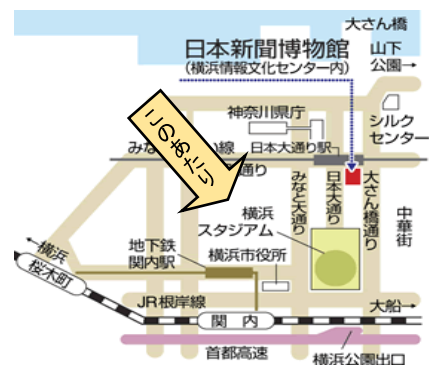 大さん橋
日本新聞博物館
(横浜情報文化センター内)
山下
公園→
神奈川県庁
シルク
センター
このあたり
みな
い線
日本大通り駅
通り
みなと大通り
日本大通り
大さん橋通り
中華街
横浜
スタジアム
←横浜
桜木町
地下鉄
関内駅
横浜市役所
JR根岸線
大船→
関内
首都高速
横浜公園出口